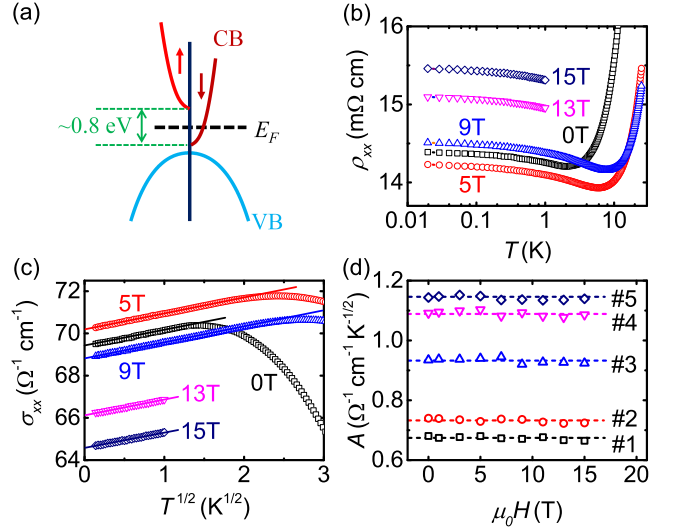 (a)
CB
~0.8 eV
E_F
VB
(b)
16
15
14
ρ_xx (mΩ cm)
15T
13T
9T
0T
5T
0.01
0.1
1
10
100
T (K)
(c)
72
70
68
66
64
σ_xx (Ω^-1 cm^-1)
5T
9T
0T
13T
15T
0
1
2
3
T^1/2 (K^1/2)
(d)
1.2
1.0
0.8
0.6
A (Ω^-1 cm^-1 K^-1/2)
#5
#4
#3
#2
#1
0
5
10
15
20
μ_0H (T)